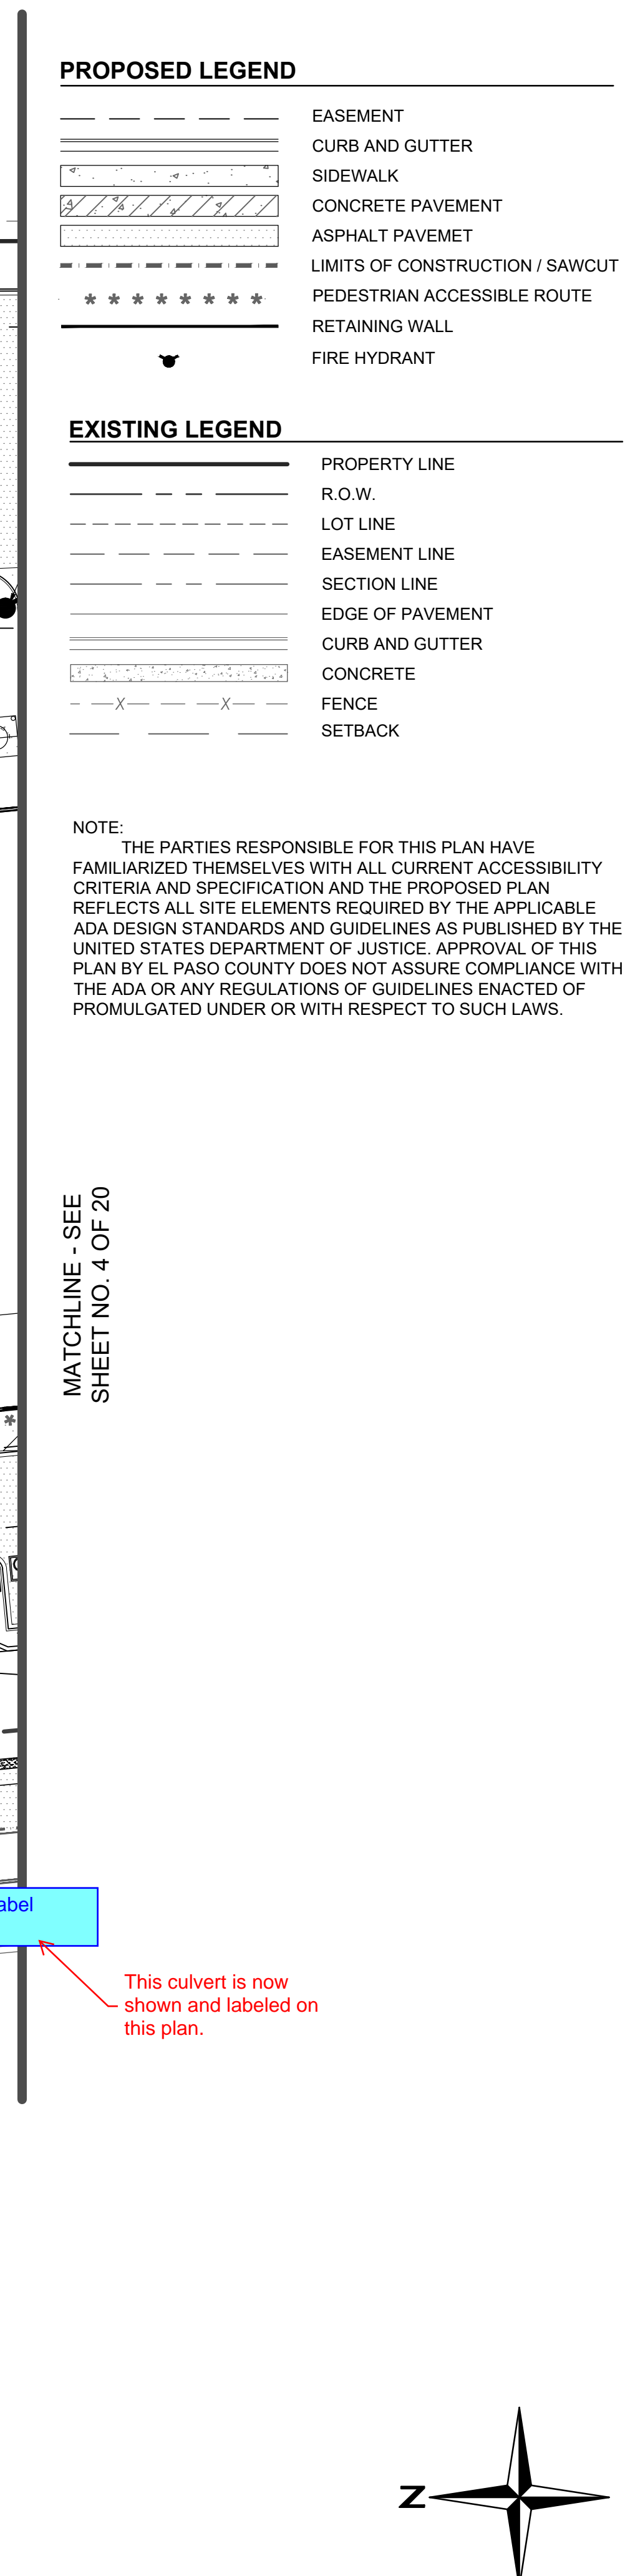 PROPOSED LEGEND
EASEMENT
CURB AND GUTTER
SIDEWALK
CONCRETE PAVEMENT
ASPHALT PAVEMET
LIMITS OF CONSTRUCTION / SAWCUT
PEDESTRIAN ACCESSIBLE ROUTE
RETAINING WALL
FIRE HYDRANT
EXISTING LEGEND
PROPERTY LINE
R.O.W.
LOT LINE
EASEMENT LINE
SECTION LINE
EDGE OF PAVEMENT
CURB AND GUTTER
CONCRETE
X X
FENCE
SETBACK
NOTE:
THE PARTIES RESPONSIBLE FOR THIS PLAN HAVE
FAMILIARIZED THEMSELVES WITH ALL CURRENT ACCESSIBILITY
CRITERIA AND SPECIFICATION AND THE PROPOSED PLAN
REFLECTS ALL SITE ELEMENTS REQUIRED BY THE APPLICABLE
ADA DESIGN STANDARDS AND GUIDELINES AS PUBLISHED BY THE
UNITED STATES DEPARTMENT OF JUSTICE. APPROVAL OF THIS
PLAN BY EL PASO COUNTY DOES NOT ASSURE COMPLIANCE WITH
THE ADA OR ANY REGULATIONS OF GUIDELINES ENACTED OF
PROMULGATED UNDER OR WITH RESPECT TO SUCH LAWS.
MATCHLINE - SEE
SHEET NO. 4 OF 20
abel
This culvert is now
shown and labeled on
this plan.
N